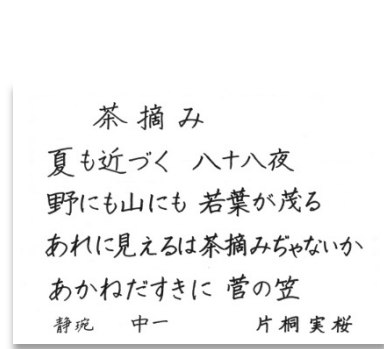 茶摘み
夏も近づく 八十八夜
野にも山にも 若葉が茂る
あれに見えるは茶摘みぢゃないか
あかねだすきに 菅の笠
静琬 中一 片桐実桜